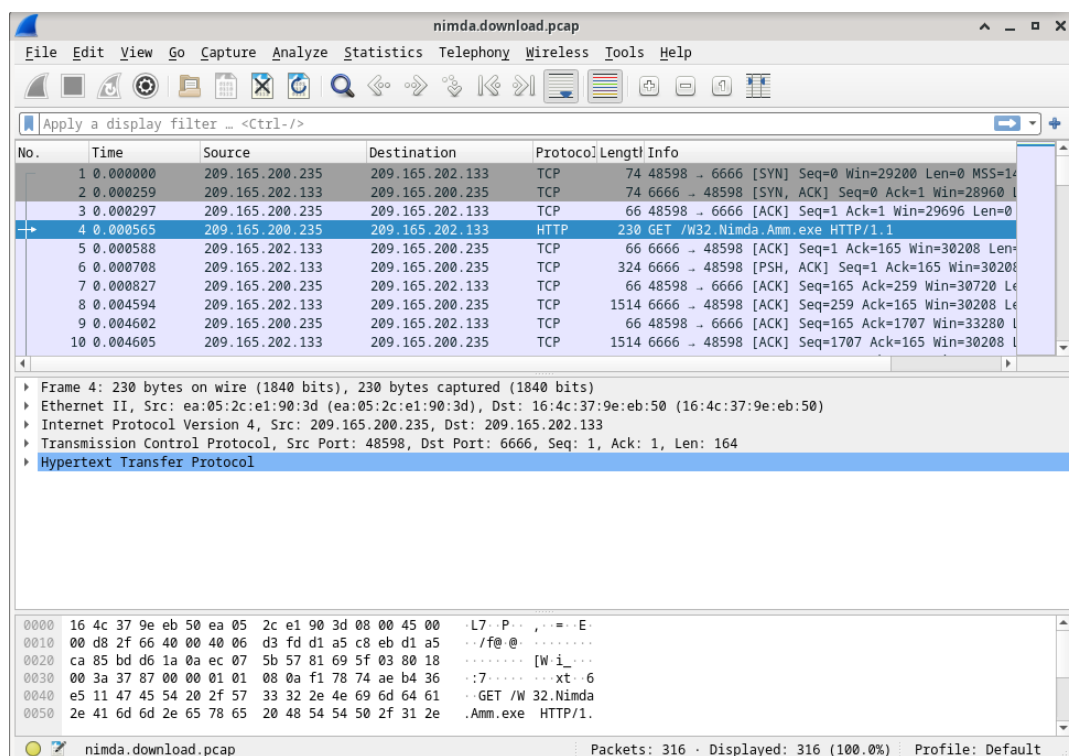 nimda.download.pcap
File Edit View Go Capture Analyze Statistics Telephony Wireless Tools Help
Apply a display filter … <Ctrl-/>
No. Time Source Destination Protocol Length Info
1 0.000000 209.165.200.235 209.165.202.133 TCP 74 48598 → 6666 [SYN] Seq=0 Win=29200 Len=0 MSS=14
2 0.000259 209.165.202.133 209.165.200.235 TCP 74 6666 → 48598 [SYN, ACK] Seq=0 Ack=1 Win=28960 L
3 0.000297 209.165.200.235 209.165.202.133 TCP 66 48598 → 6666 [ACK] Seq=1 Ack=1 Win=29696 Len=0
4 0.000565 209.165.200.235 209.165.202.133 HTTP 230 GET /W32.Nimda.Amm.exe HTTP/1.1
5 0.000588 209.165.202.133 209.165.200.235 TCP 66 6666 → 48598 [ACK] Seq=1 Ack=165 Win=30208 Len=
6 0.000708 209.165.202.133 209.165.200.235 TCP 324 6666 → 48598 [PSH, ACK] Seq=1 Ack=165 Win=30208
7 0.000827 209.165.200.235 209.165.202.133 TCP 66 48598 → 6666 [ACK] Seq=165 Ack=259 Win=30720 Le
8 0.004594 209.165.202.133 209.165.200.235 TCP 1514 6666 → 48598 [ACK] Seq=259 Ack=165 Win=30208 Le
9 0.004602 209.165.200.235 209.165.202.133 TCP 66 48598 → 6666 [ACK] Seq=165 Ack=1707 Win=33280 L
10 0.004605 209.165.202.133 209.165.200.235 TCP 1514 6666 → 48598 [ACK] Seq=1707 Ack=165 Win=30208 L
Frame 4: 230 bytes on wire (1840 bits), 230 bytes captured (1840 bits)
Ethernet II, Src: ea:05:2c:e1:90:3d (ea:05:2c:e1:90:3d), Dst: 16:4c:37:9e:eb:50 (16:4c:37:9e:eb:50)
Internet Protocol Version 4, Src: 209.165.200.235, Dst: 209.165.202.133
Transmission Control Protocol, Src Port: 48598, Dst Port: 6666, Seq: 1, Ack: 1, Len: 164
Hypertext Transfer Protocol
0000 16 4c 37 9e eb 50 ea 05 2c e1 90 3d 08 00 45 00 ·L7··P·· ,··=··E·
0010 00 d8 2f 66 40 00 40 06 d3 fd d1 a5 c8 eb d1 a5 ··/f@·@· ········
0020 ca 85 bd d6 1a 0a ec 07 5b 57 81 69 5f 03 80 18 ········ [W·i_···
0030 00 3a 37 87 00 00 01 01 08 0a f1 78 74 ae b4 36 ·:7····· ···xt··6
0040 e5 11 47 45 54 20 2f 57 33 32 2e 4e 69 6d 64 61 ··GET /W 32.Nimda
0050 2e 41 6d 6d 2e 65 78 65 20 48 54 54 50 2f 31 2e .Amm.exe HTTP/1.
nimda.download.pcap Packets: 316 · Displayed: 316 (100.0%) Profile: Default